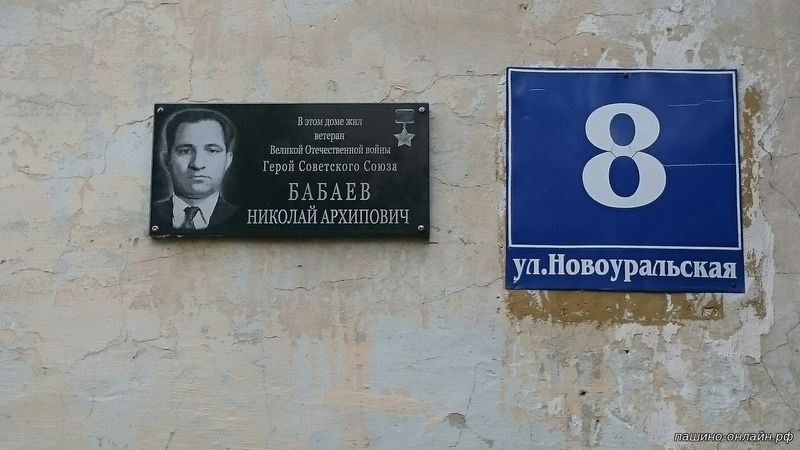 В этом доме жил
ветеран
Великой Отечественной войны
Герой Советского Союза
БАБАЕВ
НИКОЛАЙ АРХИПОВИЧ
8
ул.Новоуральская
пашино-онлайн.рф